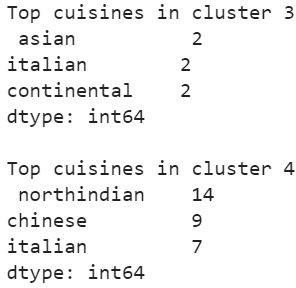 Top cuisines in cluster 3
asian 2
italian 2
continental 2
dtype: int64
Top cuisines in cluster 4
northindian 14
chinese 9
italian 7
dtype: int64